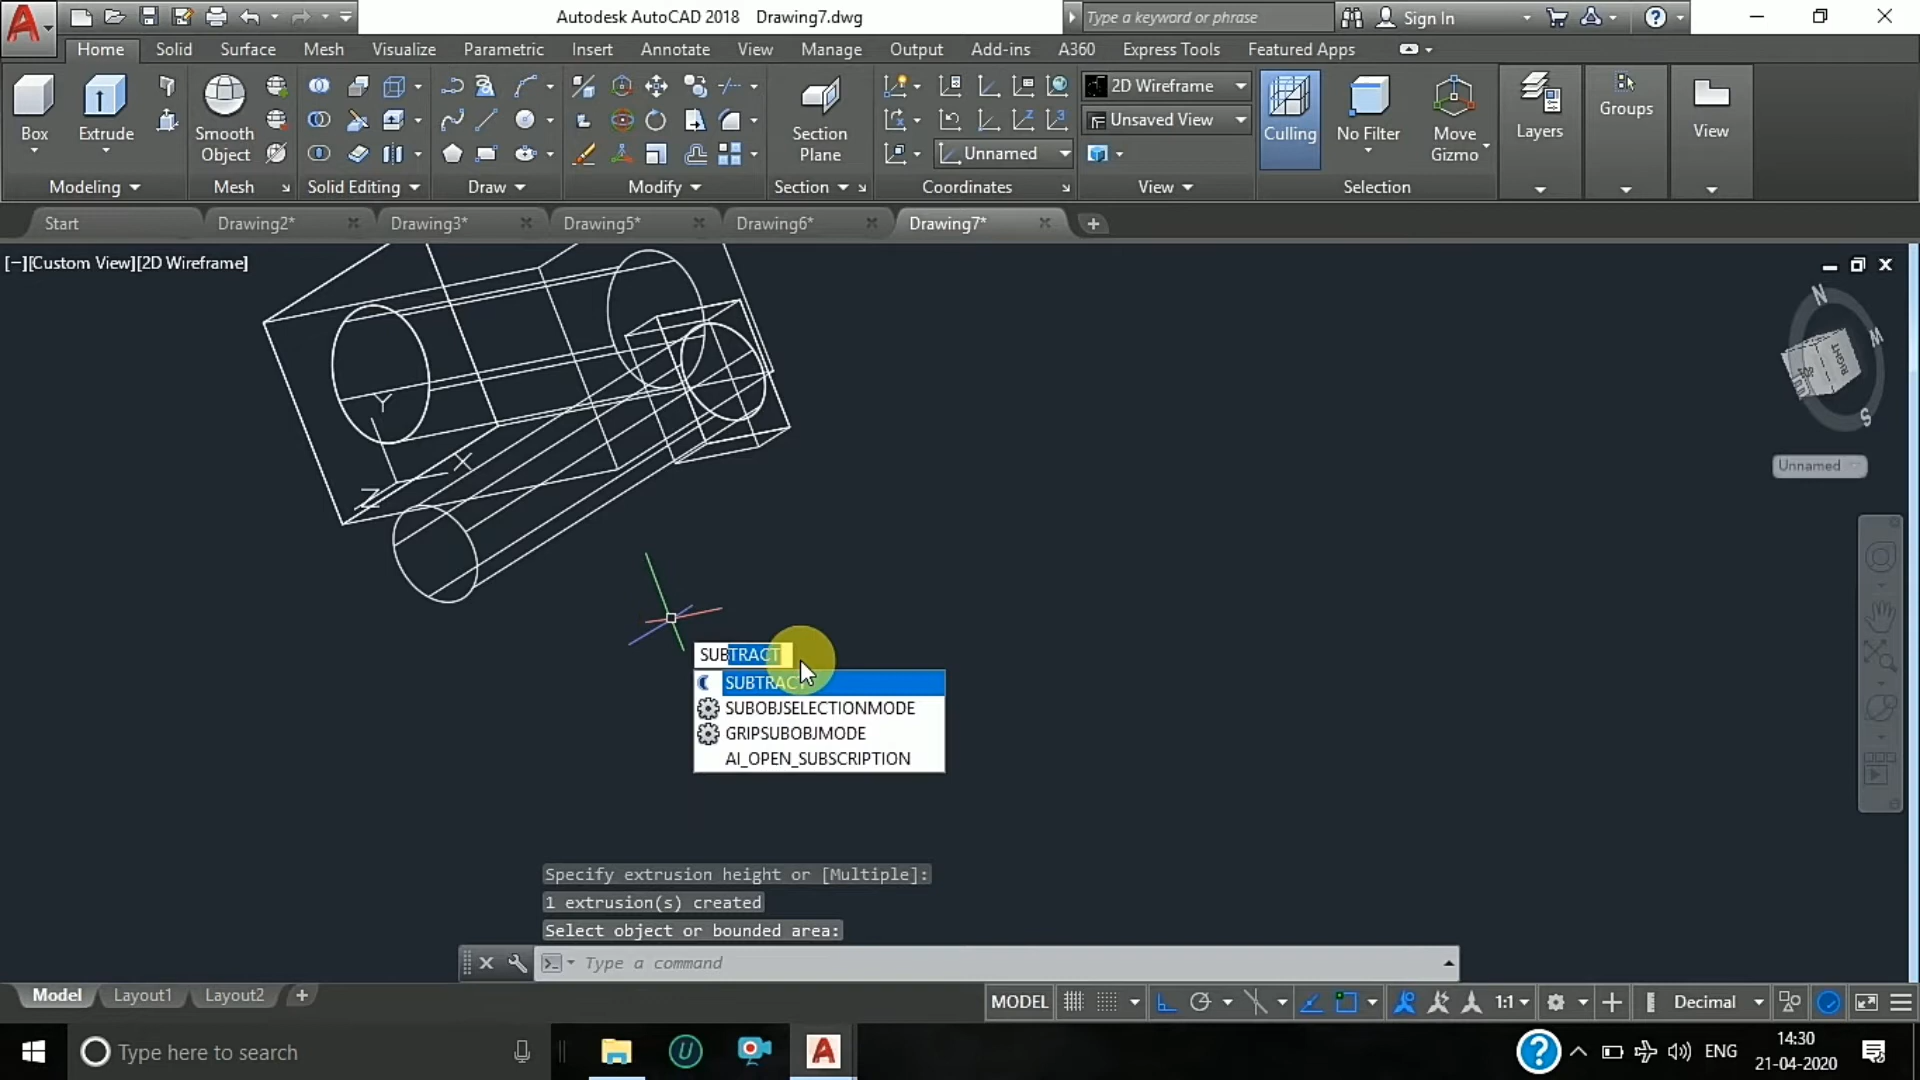 Autodesk AutoCAD 2018 Drawing7.dwg
Type a keyword or phrase
Sign In
Home Solid Surface Mesh Visualize Parametric Insert Annotate View Manage Output Add-ins A360 Express Tools Featured Apps
Box
Extrude
Smooth
Object
Section
Plane
Unnamed
2D Wireframe
Unsaved View
Culling
No Filter
Move
Gizmo
Layers
Groups
View
Modeling
Mesh
Solid Editing
Draw
Modify
Section
Coordinates
View
Selection
Start
Drawing2*
Drawing3*
Drawing5*
Drawing6*
Drawing7*
[−][Custom View][2D Wireframe]
N
W
RIGHT
S
Unnamed
Y
X
Z
SUBTRACT
SUBTRACT
SUBOBJSELECTIONMODE
GRIPSUBOBJMODE
AI_OPEN_SUBSCRIPTION
Specify extrusion height or [Multiple]:
1 extrusion(s) created
Select object or bounded area:
Type a command
Model
Layout1
Layout2
MODEL
1:1
Decimal
Type here to search
ENG
14:30
21-04-2020